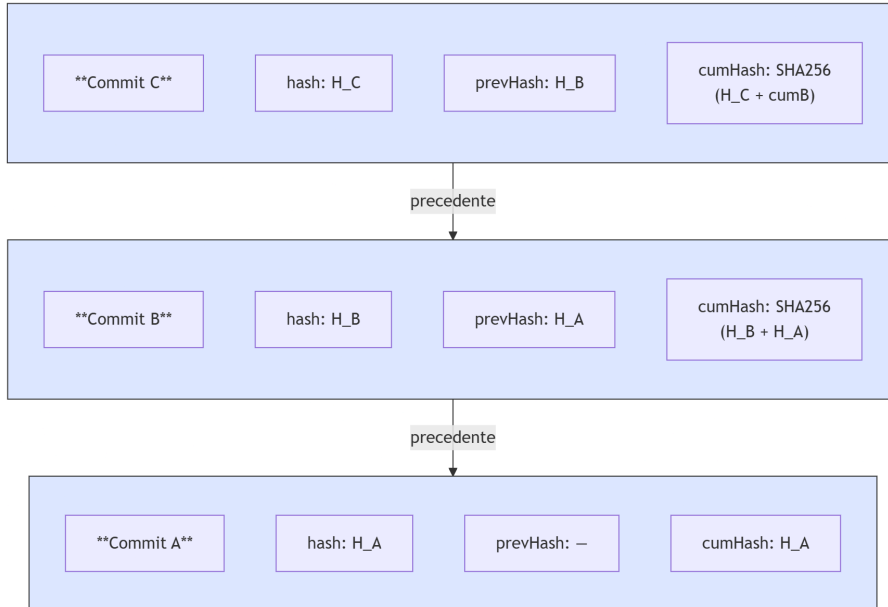 **Commit C**
hash: H_C
prevHash: H_B
cumHash: SHA256
(H_C + cumB)
precedente
**Commit B**
hash: H_B
prevHash: H_A
cumHash: SHA256
(H_B + H_A)
precedente
**Commit A**
hash: H_A
prevHash: —
cumHash: H_A